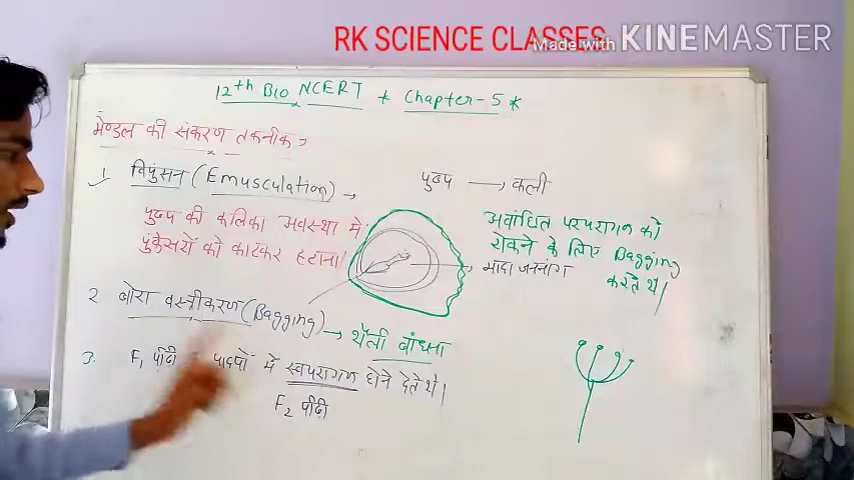 RK SCIENCE CLASSES
Made with KINEMASTER
12th Bio NCERT * Chapter-5 *
मेण्डल की संकरण तकनीक
1. विपुंसन (Emusculation) →
पुष्प → कली
पुष्प की कलिका अवस्था में
पुंकेसरों को काटकर हटाना।
मादा जननांग
अवांछित परपरागन को
रोकने के लिए Bagging
करते थे।
2 बोरा वस्त्रीकरण (Bagging)
→ थैली बांधना
3. F1 पीढी पादपों में स्वपरागण होने देते थे।
F2 पीढी